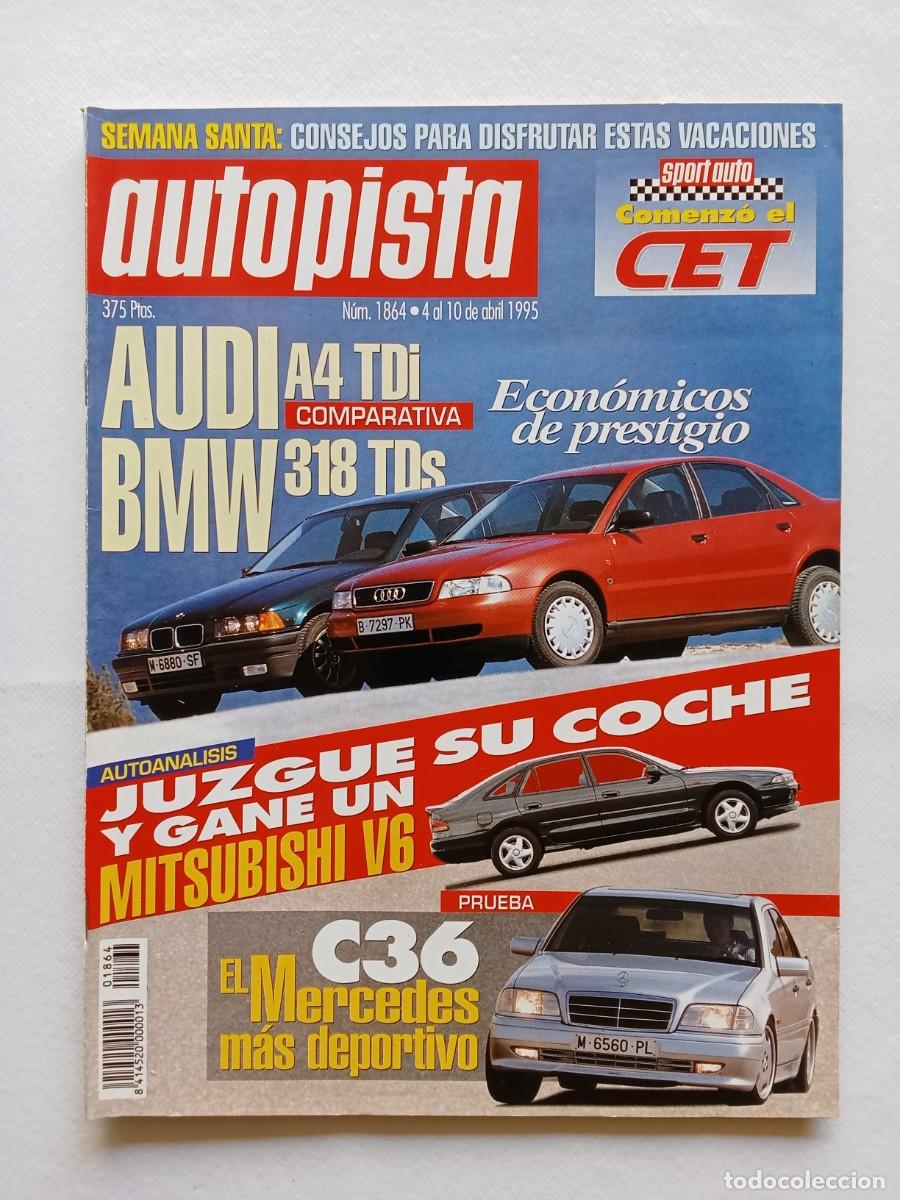 SEMANA SANTA: CONSEJOS PARA DISFRUTAR ESTAS VACACIONES
autopista
sport auto
Comenzó el
CET
375 Ptas.
Núm. 1864 • 4 al 10 de abril 1995
AUDI A4 TDi
COMPARATIVA
BMW 318 TDs
Económicos
de prestigio
M·6880·SF
B·7297·PK
AUTOANALISIS
JUZGUE SU COCHE
Y GANE UN
MITSUBISHI V6
PRUEBA
C36
EL Mercedes
más deportivo
M·6560·PL
01864
8 414520 000013
todocoleccion